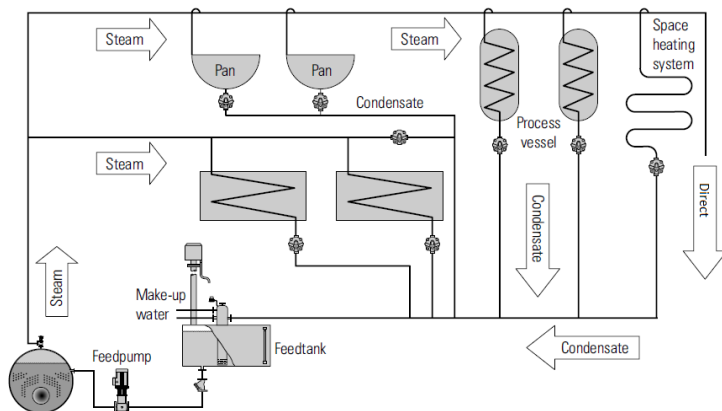 Steam
Steam
Space
heating
system
Pan
Pan
Condensate
Process
vessel
Steam
Condensate
Direct
Steam
Make-up
water
Feedtank
Feedpump
Condensate